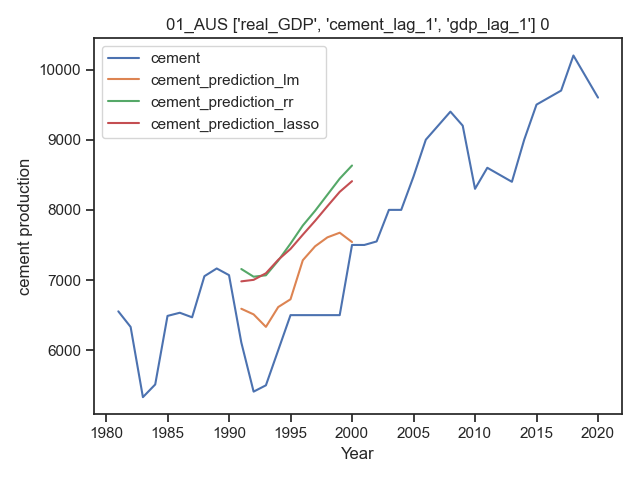 01_AUS ['real_GDP', 'cement_lag_1', 'gdp_lag_1'] 0
cement
cement_prediction_lm
cement_prediction_rr
cement_prediction_lasso
10000
9000
8000
7000
6000
cement production
1980
1985
1990
1995
2000
2005
2010
2015
2020
Year